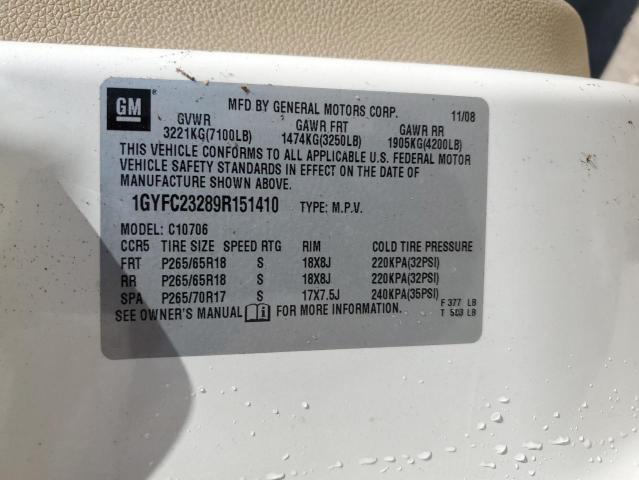 GM ® MFD BY GENERAL MOTORS CORP. 11/08
GVWR GAWR FRT GAWR RR
3221KG(7100LB) 1474KG(3250LB) 1905KG(4200LB)
THIS VEHICLE CONFORMS TO ALL APPLICABLE U.S. FEDERAL MOTOR
VEHICLE SAFETY STANDARDS IN EFFECT ON THE DATE OF
MANUFACTURE SHOWN ABOVE.
1GYFC23289R151410 TYPE: M.P.V.
MODEL: C10706
CCR5 TIRE SIZE SPEED RTG RIM COLD TIRE PRESSURE
FRT P265/65R18 S 18X8J 220KPA(32PSI)
RR P265/65R18 S 18X8J 220KPA(32PSI)
SPA P265/70R17 S 17X7.5J 240KPA(35PSI)
F 377 LB
SEE OWNER'S MANUAL FOR MORE INFORMATION. T 503 LB